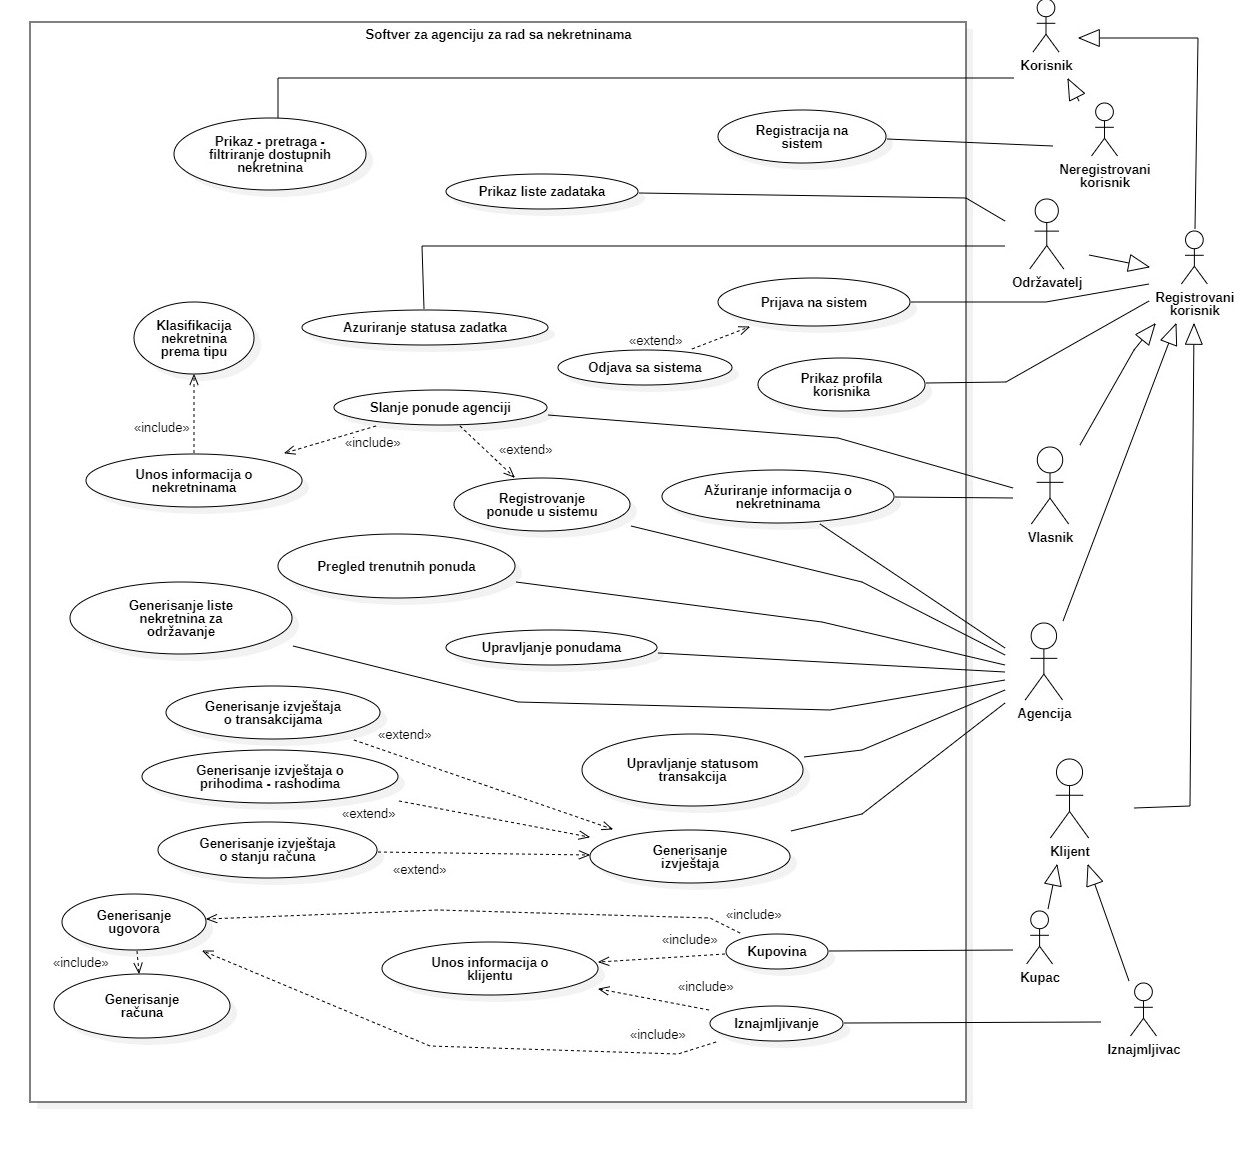 Softver za agenciju za rad sa nekretninama
Korisnik
Prikaz - pretraga -
filtriranje dostupnih
nekretnina
Registracija na
sistem
Neregistrovani
korisnik
Prikaz liste zadataka
Održavatelj
Registrovani
korisnik
Prijava na sistem
Klasifikacija
nekretnina
prema tipu
Azuriranje statusa zadatka
«extend»
Odjava sa sistema
Prikaz profila
korisnika
Slanje ponude agenciji
«include»
«include»
«extend»
Unos informacija o
nekretninama
Registrovanje
ponude u sistemu
Ažuriranje informacija o
nekretninama
Vlasnik
Pregled trenutnih ponuda
Generisanje liste
nekretnina za
održavanje
Upravljanje ponudama
Agencija
Generisanje izvještaja
o transakcijama
«extend»
Generisanje izvještaja o
prihodima - rashodima
Upravljanje statusom
transakcija
«extend»
Generisanje izvještaja
o stanju računa
«extend»
Generisanje
izvještaja
Klijent
Generisanje
ugovora
«include»
«include»
Kupovina
«include»
Unos informacija o
klijentu
Kupac
«include»
Generisanje
računa
Iznajmljivanje
«include»
Iznajmljivac